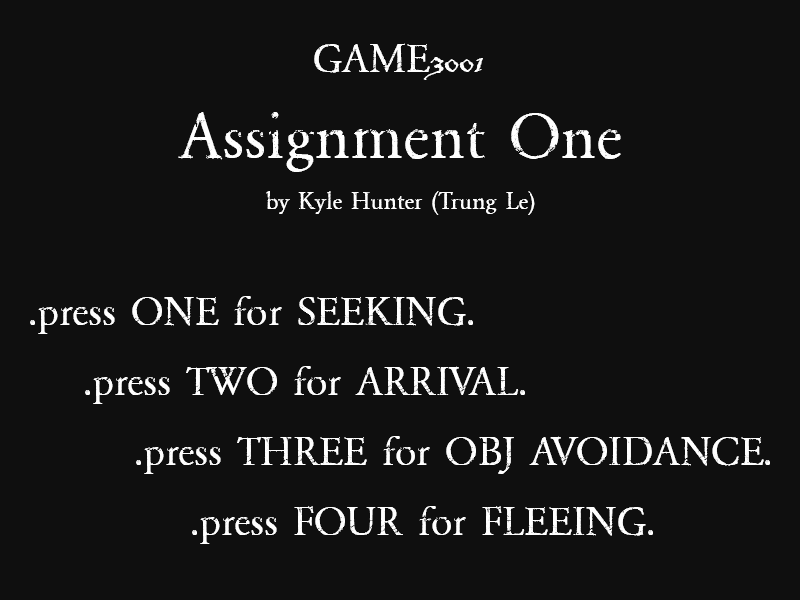 GAME3001
Assignment One
by Kyle Hunter (Trung Le)
.press ONE for SEEKING.
.press TWO for ARRIVAL.
.press THREE for OBJ AVOIDANCE.
.press FOUR for FLEEING.